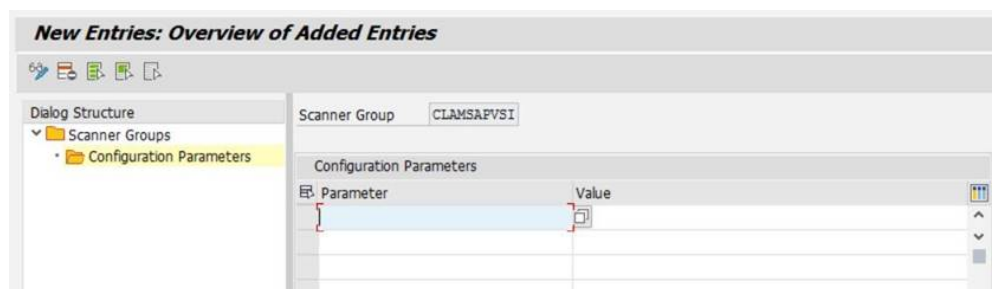 New Entries: Overview of Added Entries
Dialog Structure
Scanner Groups
Configuration Parameters
Scanner Group CLAMSAPVSI
Configuration Parameters
Parameter Value